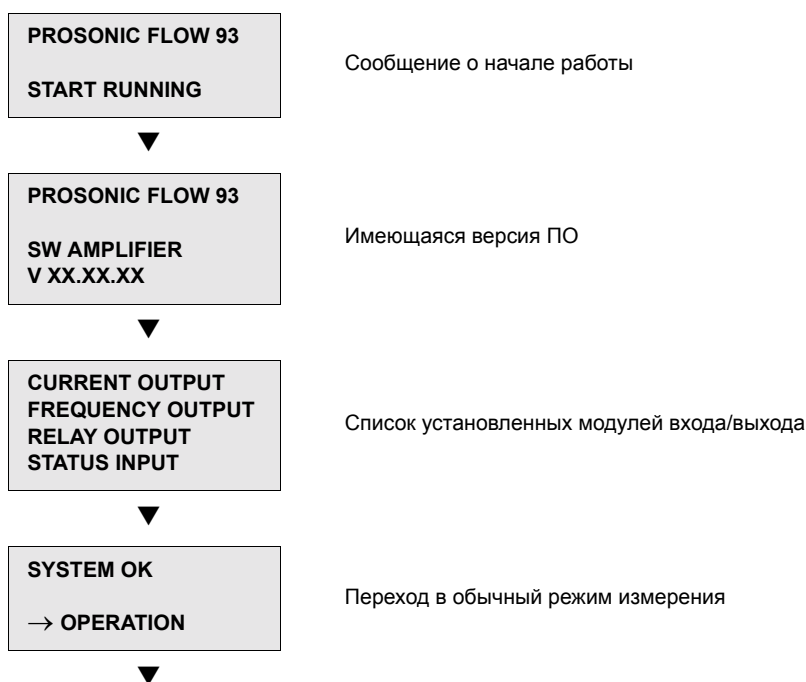 PROSONIC FLOW 93
START RUNNING
Сообщение о начале работы
▼
PROSONIC FLOW 93
SW AMPLIFIER
V XX.XX.XX
Имеющаяся версия ПО
▼
CURRENT OUTPUT
FREQUENCY OUTPUT
RELAY OUTPUT
STATUS INPUT
Список установленных модулей входа/выхода
▼
SYSTEM OK
→ OPERATION
Переход в обычный режим измерения
▼